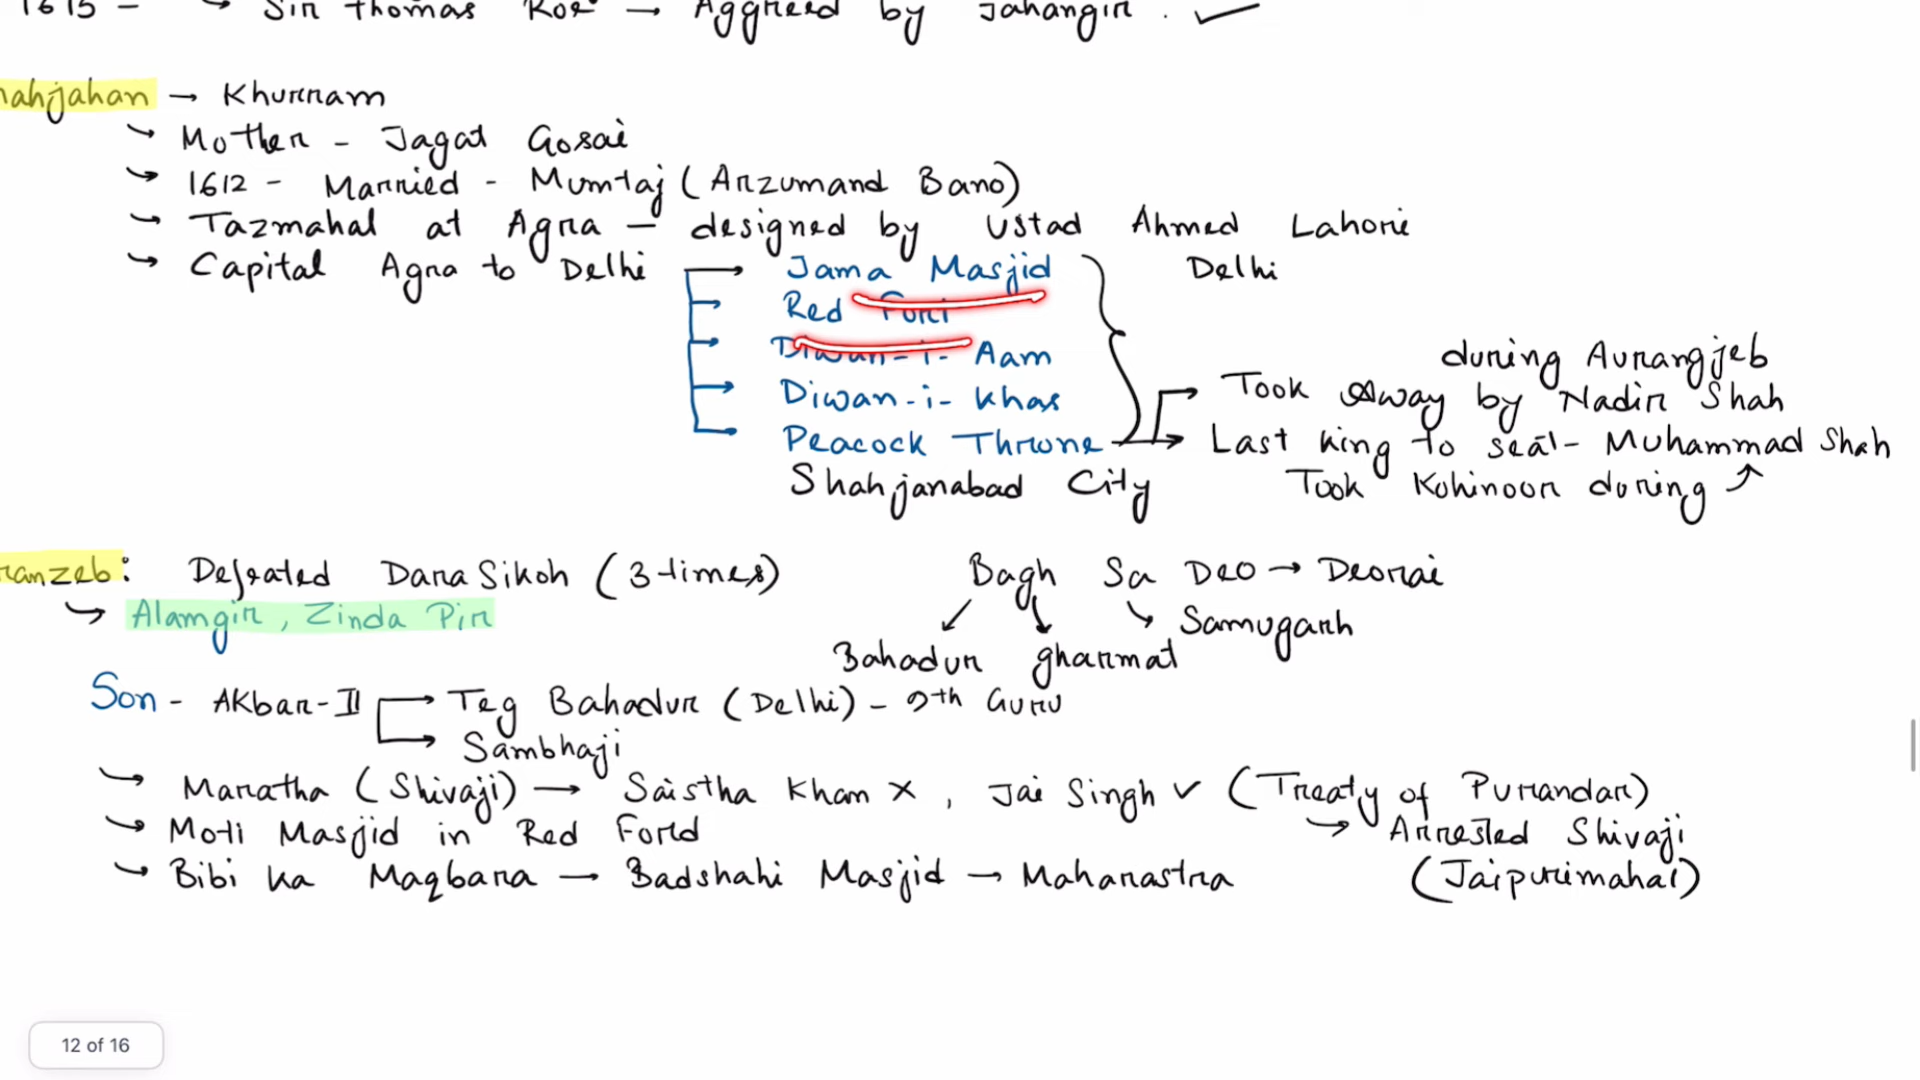 1615 - → Sir Thomas Roe → Aggreed by Jahangir.
hahjahan → Khurram
Mother - Jagat Gosai
1612 - Married - Mumtaj (Arzumand Bano)
Tazmahal at Agra — designed by Ustad Ahmed Lahorie
Capital Agra to Delhi → Jama Masjid Delhi
Red Fort
Diwan-i-Aam
Diwan-i-Khas
Peacock Throne
during Aurangjeb
Took Away by Nadir Shah
Last king to seat - Muhammad Shah
Shahjanabad City
Took Kohinoor during ↑
ranzeb: Defeated Dara Sikoh (3 times)
Bagh Sa Deo → Deorai
Alamgir, Zinda Pir
Samugarh
Bahadur gharmat
Son - AKbar-II → Teg Bahadur (Delhi) - 9th Guru
→ Sambhaji
Maratha (Shivaji) → Saistha Khan ×, Jai Singh ✓ (Treaty of Purandar)
Moti Masjid in Red Ford
→ Arrested Shivaji
Bibi Ka Maqbara → Badshahi Masjid → Maharastra
(Jaipurimahal)
12 of 16